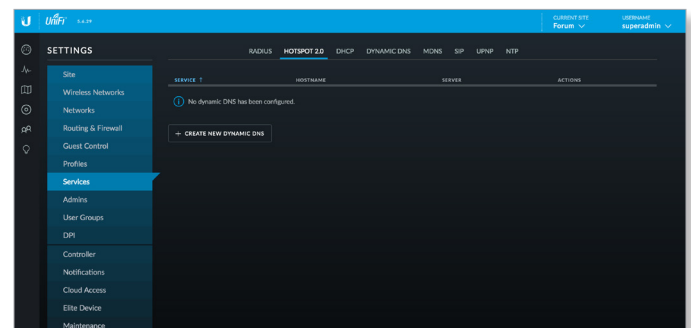 U UniFi 5.6.29
CURRENT SITE
Forum
USERNAME
superadmin
SETTINGS
RADIUS HOTSPOT 2.0 DHCP DYNAMIC DNS MDNS SIP UPNP NTP
Site
Wireless Networks
Networks
Routing & Firewall
Guest Control
Profiles
Services
Admins
User Groups
DPI
Controller
Notifications
Cloud Access
Elite Device
Maintenance
SERVICE ↑ HOSTNAME SERVER ACTIONS
No dynamic DNS has been configured.
+ CREATE NEW DYNAMIC DNS